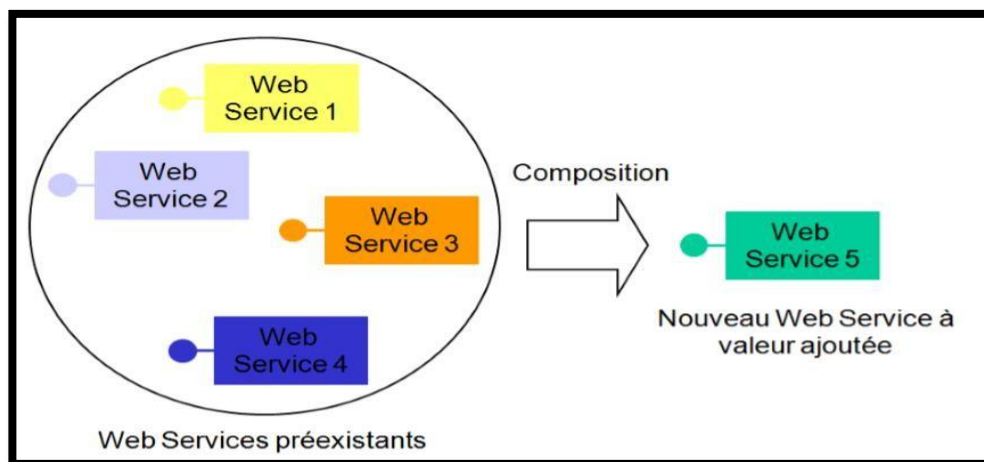 Web
Service 1
Web
Service 2
Web
Service 3
Web
Service 4
Web Services préexistants
Composition
Web
Service 5
Nouveau Web Service à
valeur ajoutée